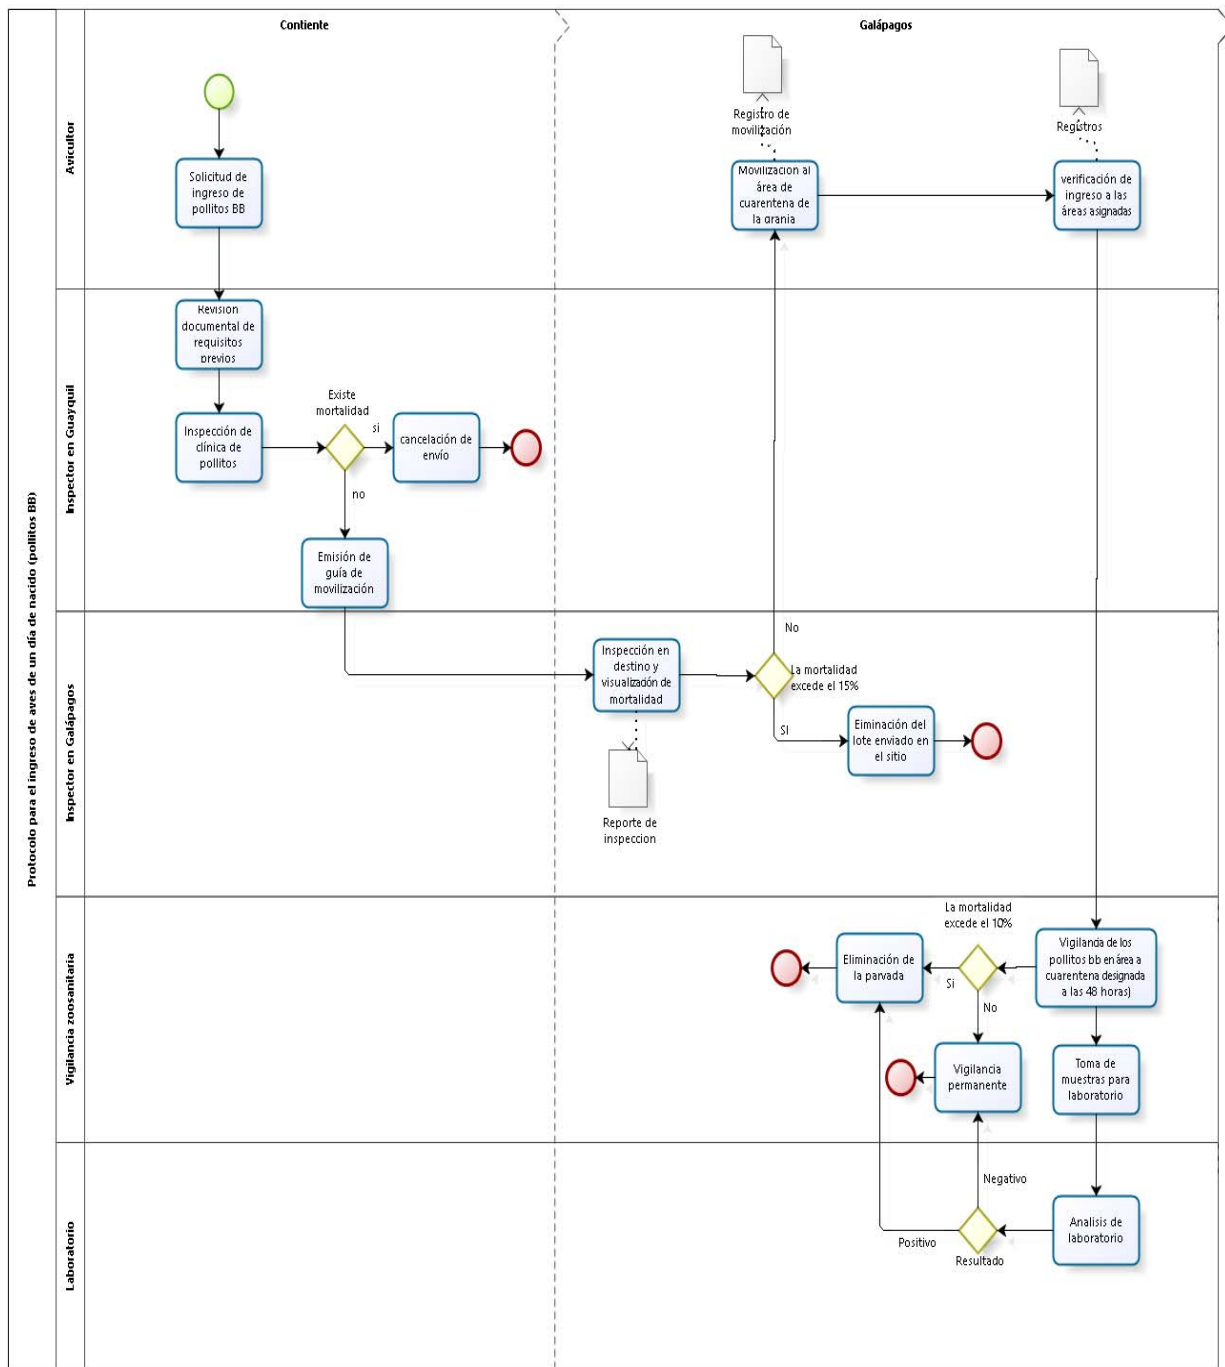 Contiente
Galápagos
Protocolo para el ingreso de aves de un día de nacido (pollitos BB)
Avicultor
Solicitud de
ingreso de
pollitos BB
Registro de
movilización
Movilización al
área de
cuarentena de
la granja
Registros
verificación de
ingreso a las
áreas asignadas
Inspector en Guayquil
Revisión
documental de
requisitos
previos
Inspección de
clínica de
pollitos
Existe
mortalidad
si
no
cancelación de
envío
Emisión de
guía de
movilización
Inspector en Galápagos
Inspección en
destino y
visualización de
mortalidad
Reporte de
inspeccion
No
La mortalidad
excede el 15%
SI
Eiminación del
lote enviado en
el sitio
Vigilancia zoosanitaria
La mortalidad
excede el 10%
Eliminación de
la parvada
Si
No
Vigilancia de los
pollitos bb en área a
cuarentena designada
a las 48 horas)
Vigilancia
permanente
Toma de
muestras para
laboratorio
Laboratorio
Negativo
Positivo
Resultado
Analisis de
laboratorio